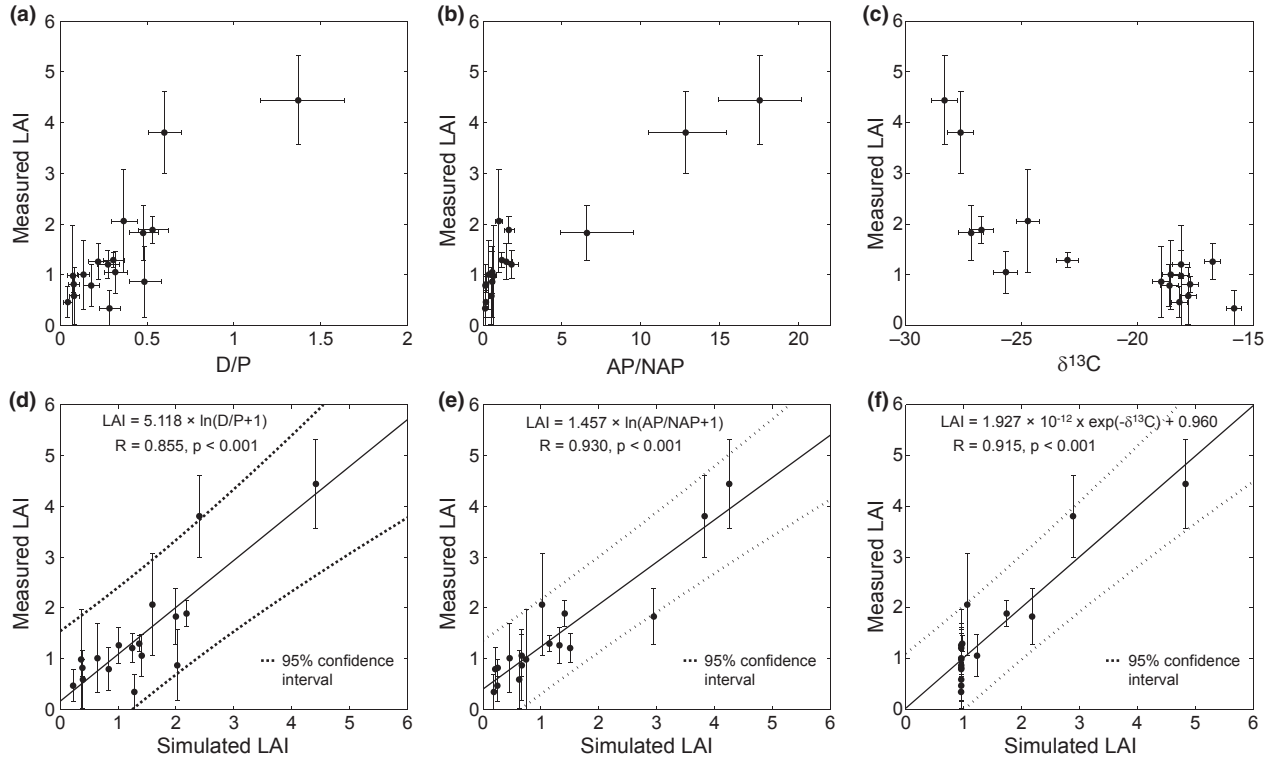 (a)
6
5
4
3
2
1
0
Measured LAI
0 0.5 1 1.5 2
D/P
(b)
6
5
4
3
2
1
0
Measured LAI
0 5 10 15 20
AP/NAP
(c)
6
5
4
3
2
1
0
Measured LAI
–30 –25 –20 –15
δ¹³C
(d)
6
5
4
3
2
1
0
Measured LAI
LAI = 5.118 × ln(D/P+1)
R = 0.855, p < 0.001
95% confidence
interval
0 1 2 3 4 5 6
Simulated LAI
(e)
6
5
4
3
2
1
0
Measured LAI
LAI = 1.457 × ln(AP/NAP+1)
R = 0.930, p < 0.001
95% confidence
interval
0 1 2 3 4 5 6
Simulated LAI
(f)
6
5
4
3
2
1
0
Measured LAI
LAI = 1.927 × 10⁻¹² x exp(-δ¹³C) + 0.960
R = 0.915, p < 0.001
95% confidence
interval
0 1 2 3 4 5 6
Simulated LAI